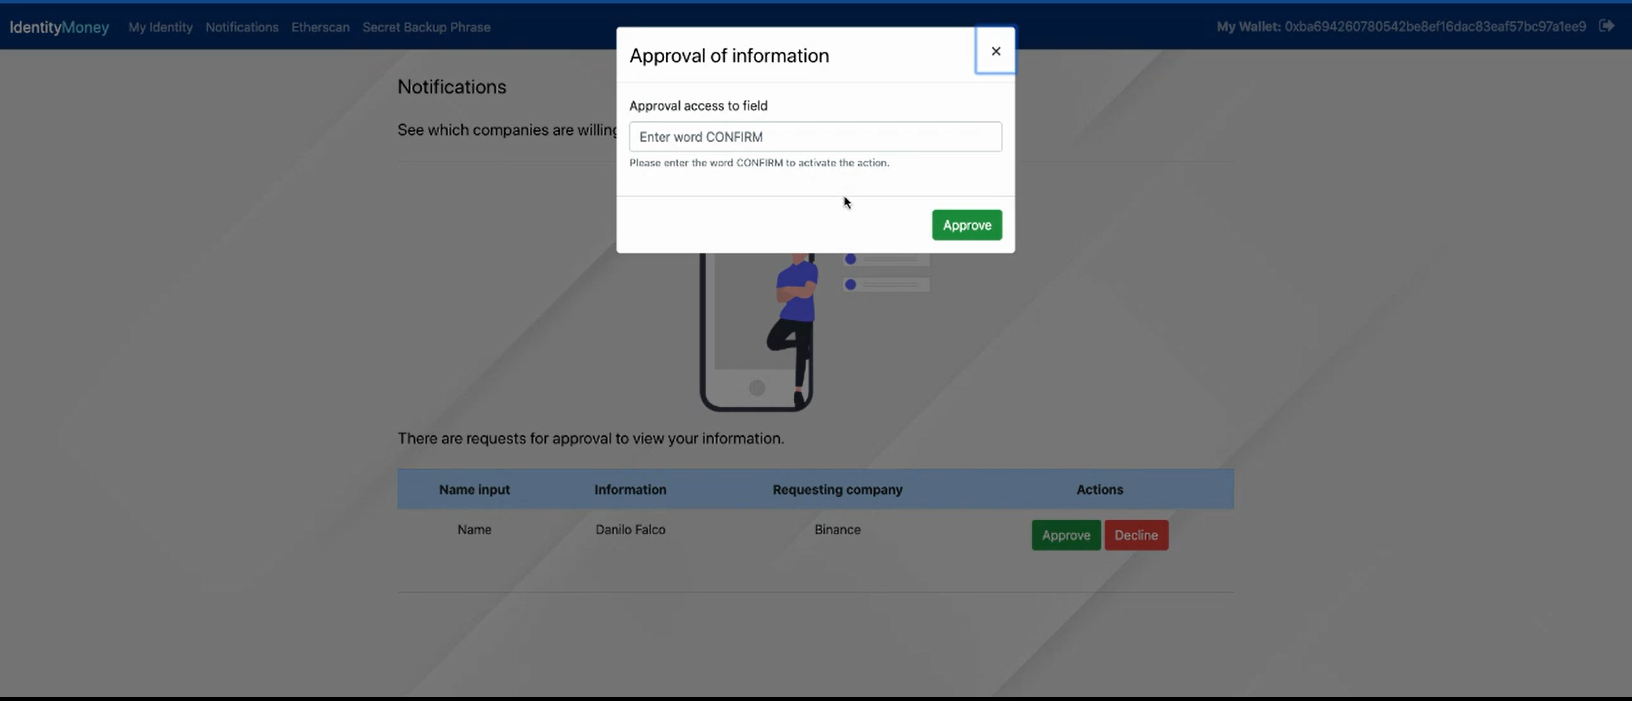 IdentityMoney My Identity Notifications Etherscan Secret Backup Phrase My Wallet: 0xba694260780542be8ef16dac83eaf57bc97a1ee9
Approval of information
×
Notifications
Approval access to field
See which companies are willing
Enter word CONFIRM
Please enter the word CONFIRM to activate the action.
Approve
There are requests for approval to view your information.
Name input Information Requesting company Actions
Name Danilo Falco Binance Approve Decline